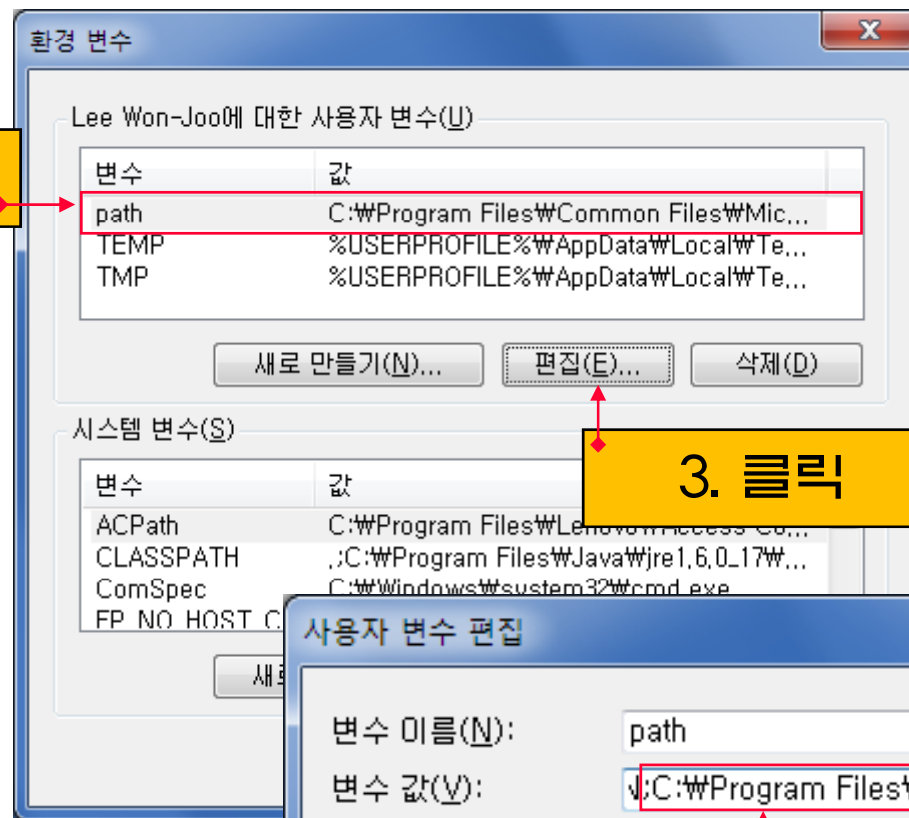 환경 변수
x
Lee Won-Joo에 대한 사용자 변수(U)
변수 값
path C:₩Program Files₩Common Files₩Mic...
TEMP %USERPROFILE%₩AppData₩Local₩Te...
TMP %USERPROFILE%₩AppData₩Local₩Te...
새로 만들기(N)... 편집(E)... 삭제(D)
시스템 변수(S)
변수 값
3. 클릭
ACPath C:₩Program Files₩Lenovo₩Access Co...
CLASSPATH .;C:₩Program Files₩Java₩jre1.6.0_17₩...
ComSpec C:₩Windows₩system32₩cmd.exe
FP_NO_HOST_C
새로
사용자 변수 편집
변수 이름(N): path
변수 값(V): ;C:₩Program Files₩